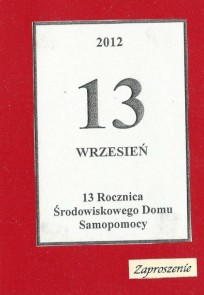 2012
13
WRZESIEŃ
13 Rocznica
Środowiskowego Domu
Samopomocy
Zaproszenie